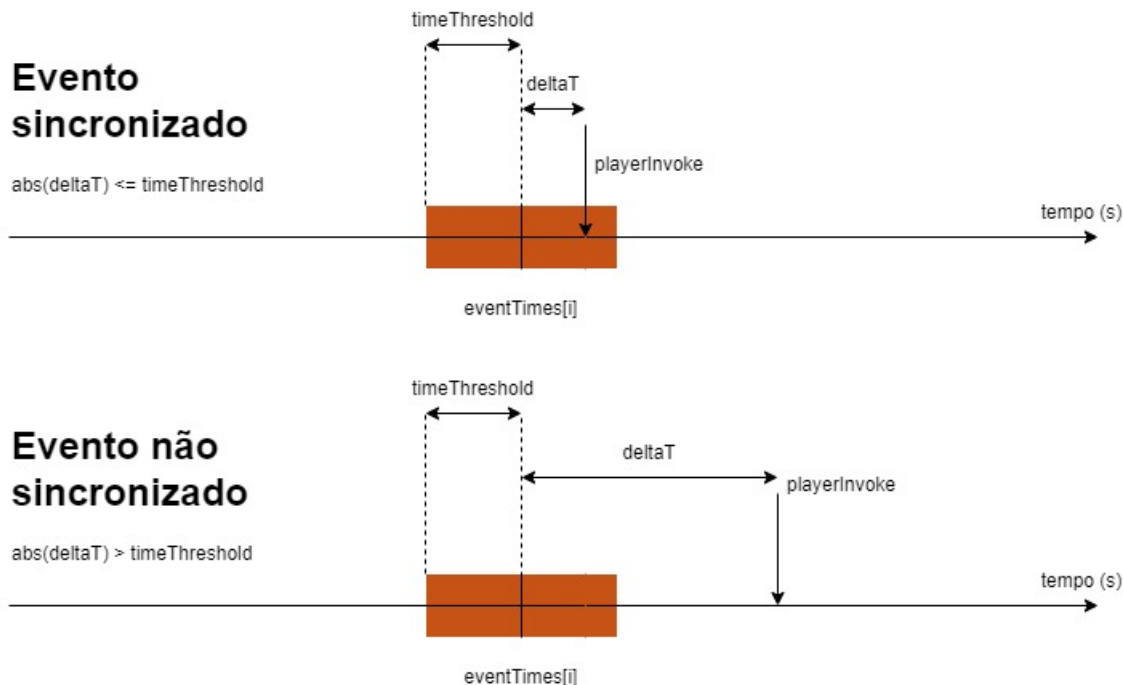 timeThreshold
Evento
sincronizado
deltaT
playerInvoke
abs(deltaT) <= timeThreshold
tempo (s)
eventTimes[i]
timeThreshold
Evento não
sincronizado
deltaT
playerInvoke
abs(deltaT) > timeThreshold
tempo (s)
eventTimes[i]